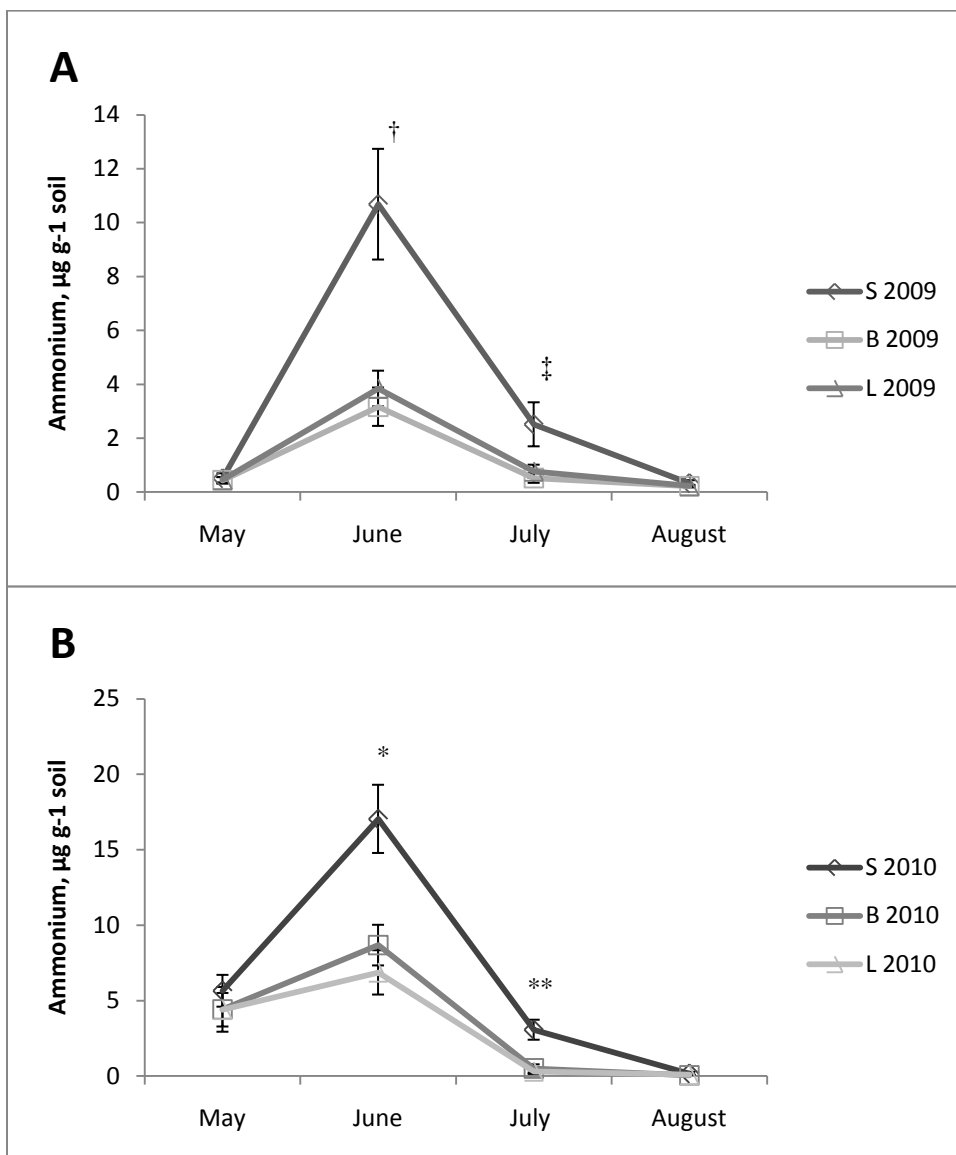 A
Ammonium, µg g-1 soil
14
12
10
8
6
4
2
0
†
‡
May June July August
S 2009
B 2009
L 2009
B
Ammonium, µg g-1 soil
25
20
15
10
5
0
*
**
May June July August
S 2010
B 2010
L 2010